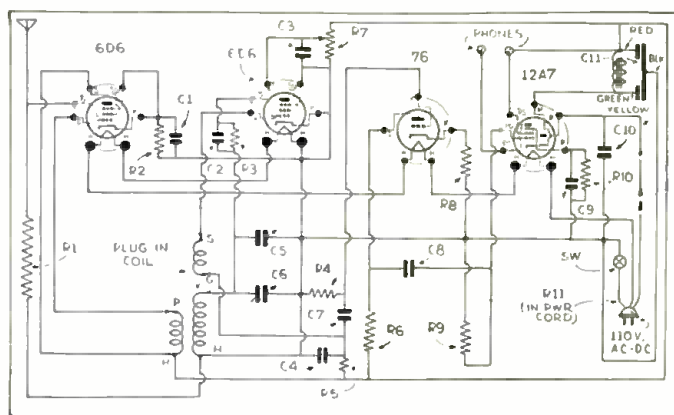 6D6
C3
R7
PHONES
RED
6D6
76
12A7
C11
BLK
GREEN
YELLOW
C1
R2
C2
R3
R8
C10
R10
C9
R1
PLUG IN
COIL
S
G
C5
C6
R4
C8
SW
R11
(IN PWR
CORD)
110V.
AC-DC
P
C7
R6
R9
H
H
C4
R5